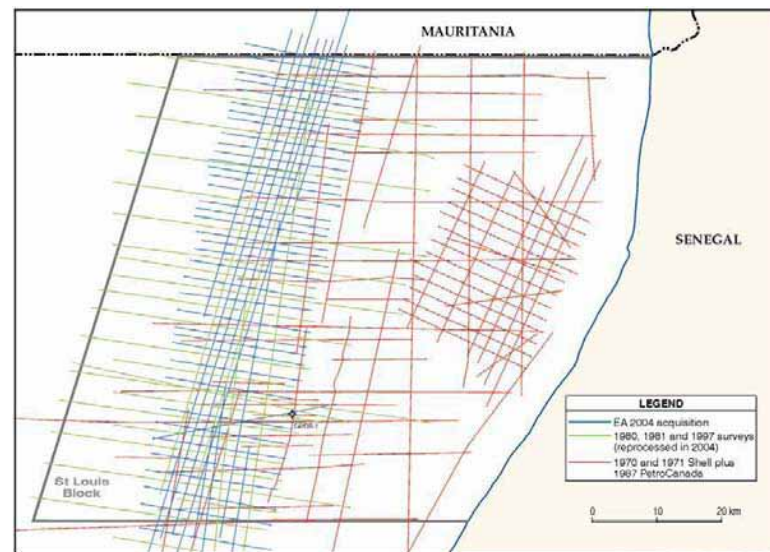 MAURITANIA
SENEGAL
St Louis
Block
LEGEND
EA 2004 acquisition
1980, 1981 and 1997 surveys
(reprocessed in 2004)
1970 and 1971 Shell plus
1987 PetroCanada
0 10 20 km